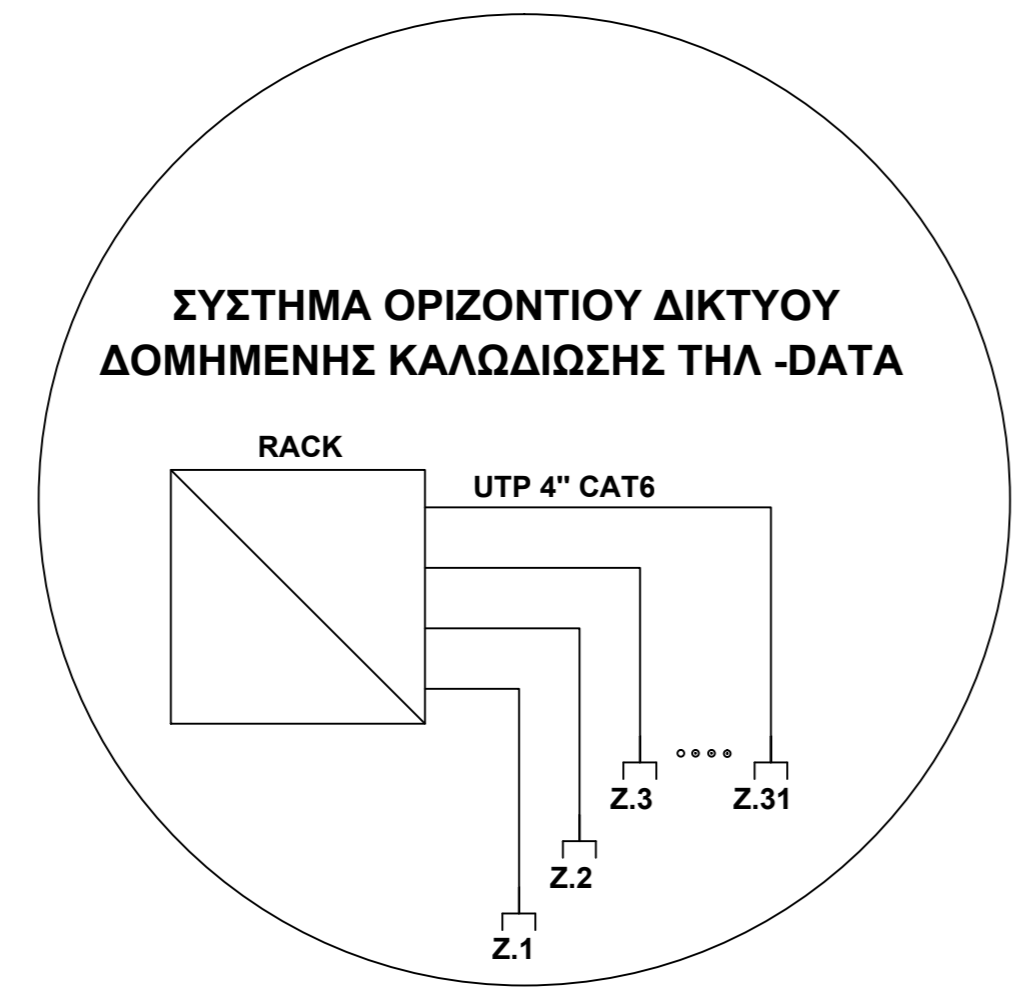 ΣΥΣΤΗΜΑ ΟΡΙΖΟΝΤΙΟΥ ΔΙΚΤΥΟΥ
ΔΟΜΗΜΕΝΗΣ ΚΑΛΩΔΙΩΣΗΣ ΤΗΛ -DATA
RACK
UTP 4" CAT6
Z.3
Z.31
Z.2
Z.1